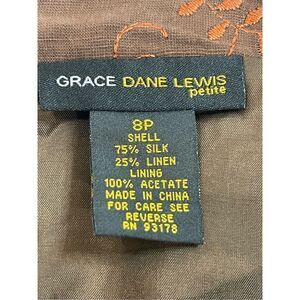 GRACE DANE LEWIS
petite
8P
SHELL
75% SILK
25% LINEN
LINING
100% ACETATE
MADE IN CHINA
FOR CARE SEE
REVERSE
RN 93178